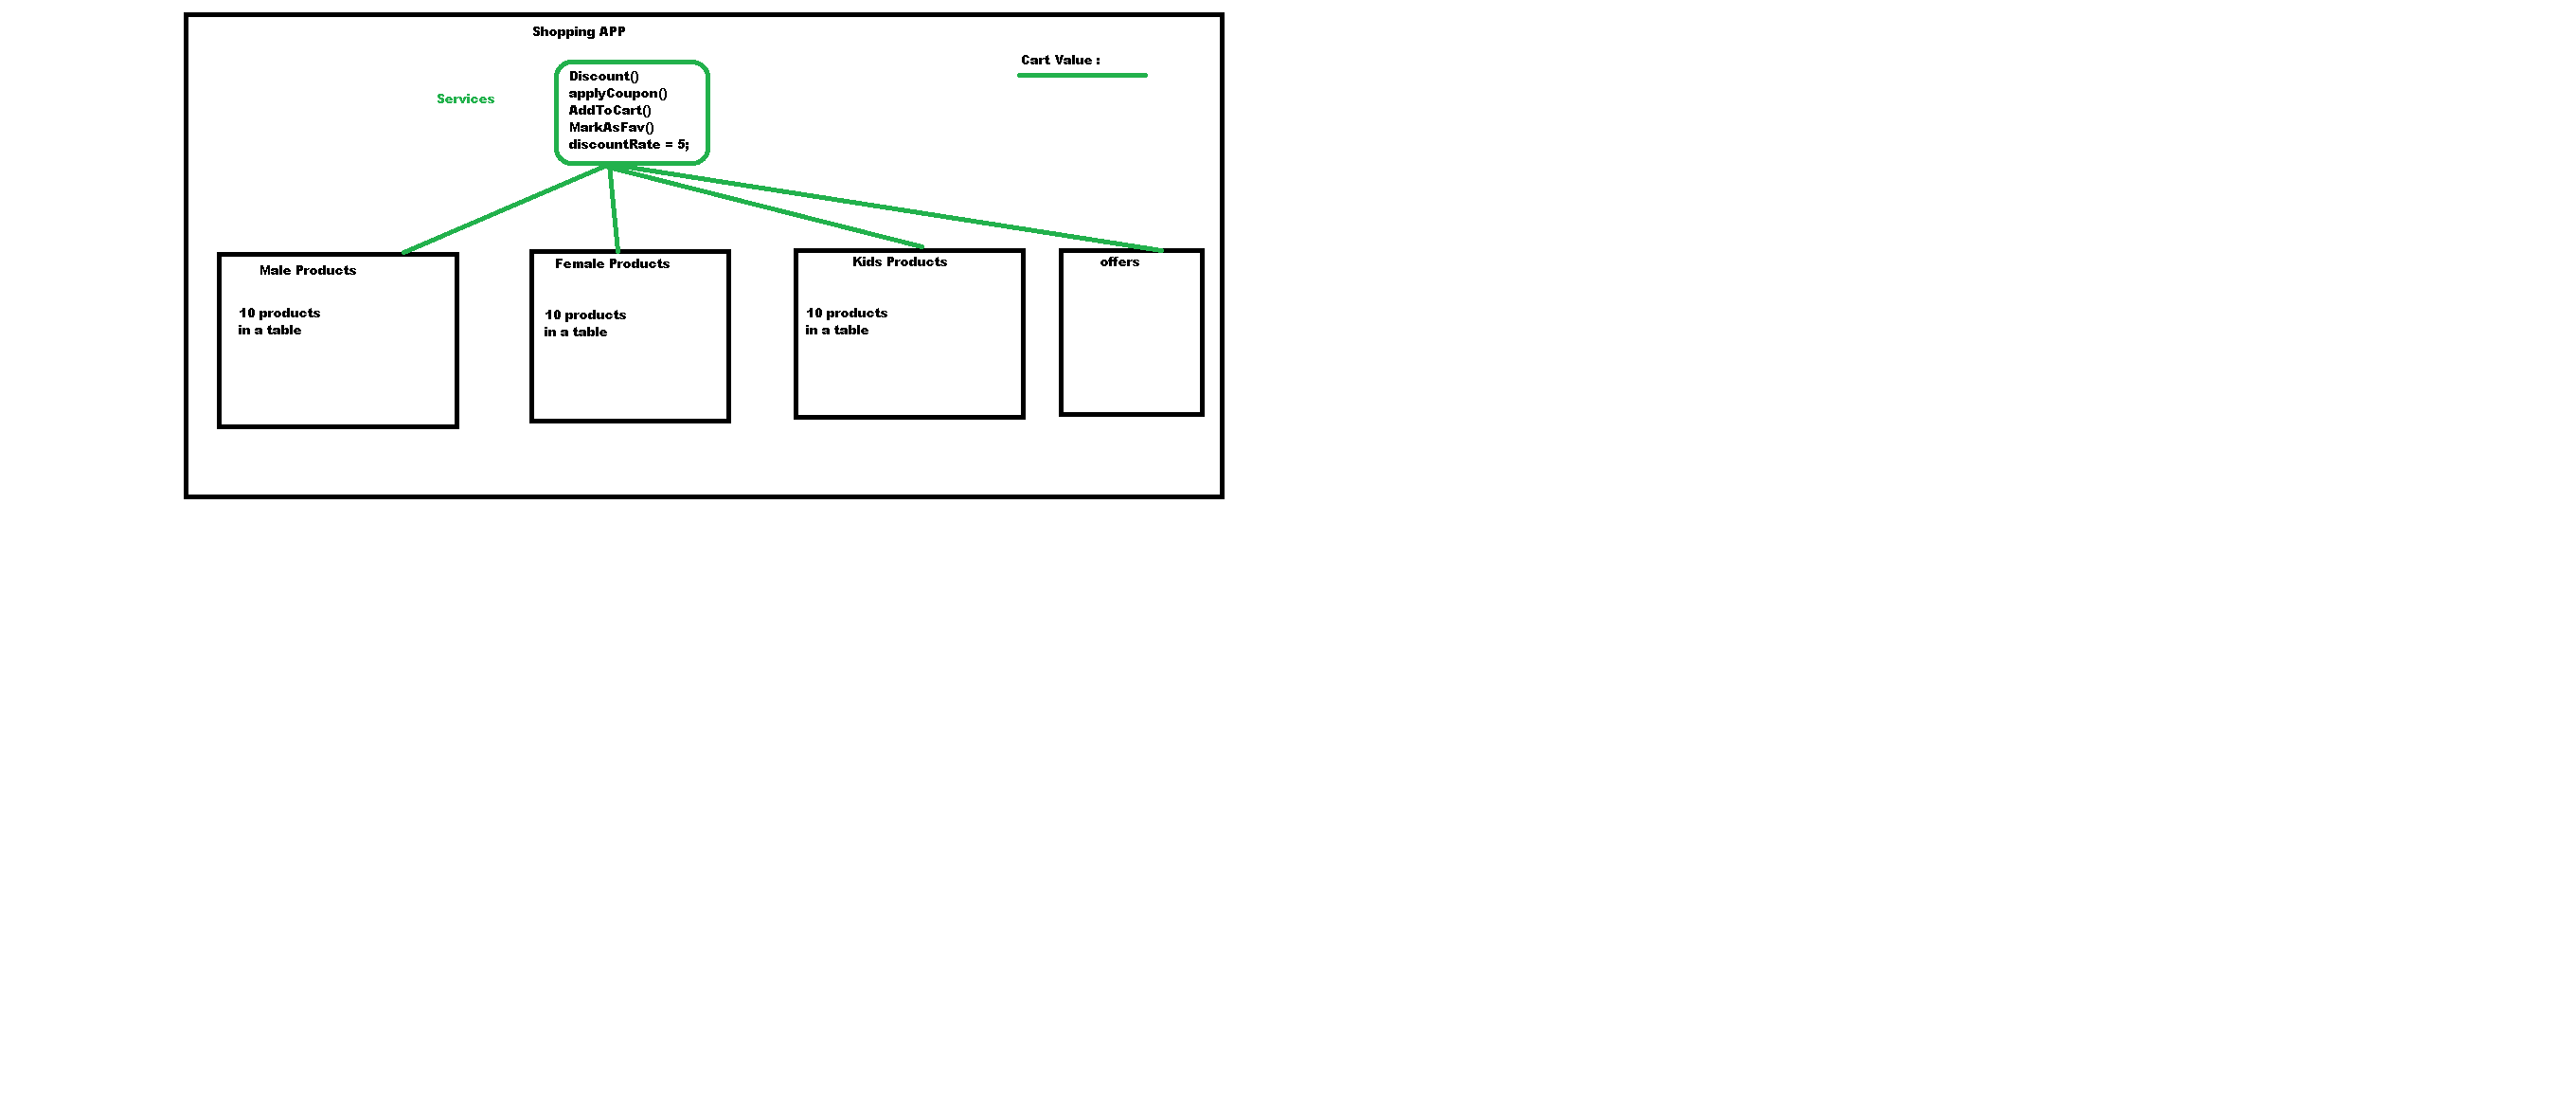 Shopping APP
Cart Value :
Services
Discount()
applyCoupon()
AddToCart()
MarkAsFav()
discountRate = 5;
Male Products
10 products
in a table
Female Products
10 products
in a table
Kids Products
10 products
in a table
offers